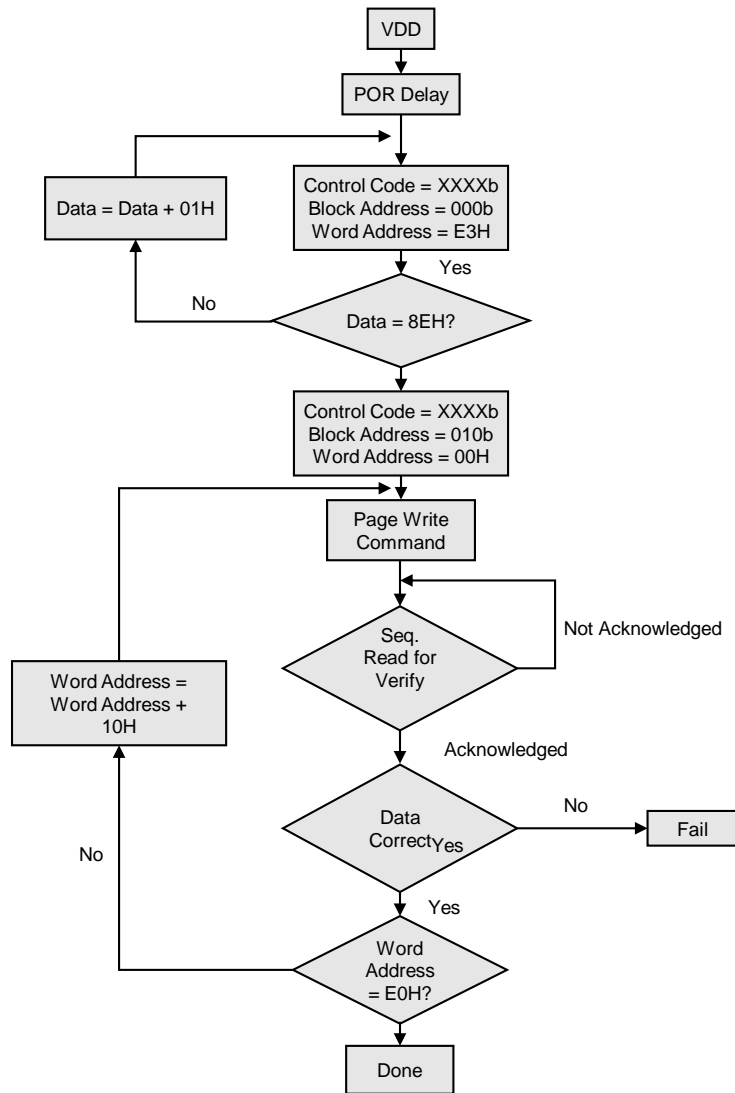 VDD
POR Delay
Data = Data + 01H
Control Code = XXXXb
Block Address = 000b
Word Address = E3H
Yes
No
Data = 8EH?
Control Code = XXXXb
Block Address = 010b
Word Address = 00H
Page Write
Command
Seq.
Read for
Verify
Not Acknowledged
Word Address =
Word Address +
10H
Acknowledged
Data
Correct
Yes
No
Fail
No
Yes
Word
Address
= E0H?
Done